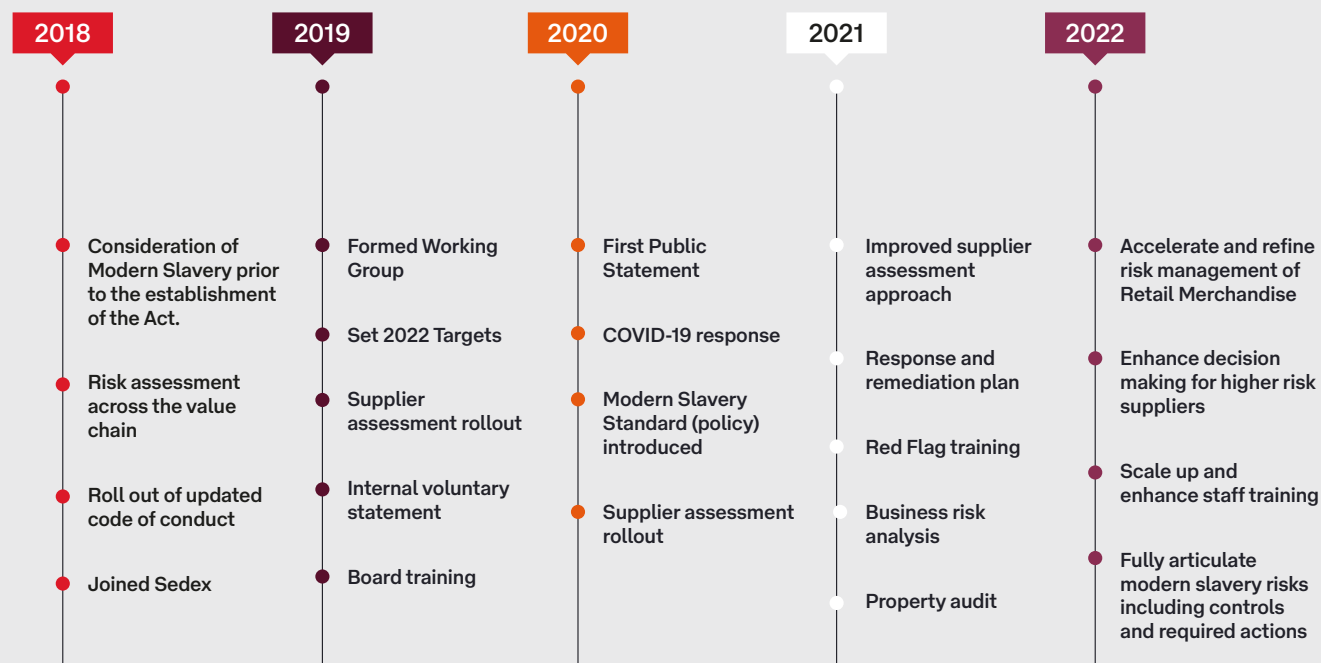 2018
Consideration of
Modern Slavery prior
to the establishment
of the Act.
Risk assessment
across the value
chain
Roll out of updated
code of conduct
Joined Sedex
2019
Formed Working
Group
Set 2022 Targets
Supplier
assessment rollout
Internal voluntary
statement
Board training
2020
First Public
Statement
COVID-19 response
Modern Slavery
Standard (policy)
introduced
Supplier assessment
rollout
2021
Improved supplier
assessment
approach
Response and
remediation plan
Red Flag training
Business risk
analysis
Property audit
2022
Accelerate and refine
risk management of
Retail Merchandise
Enhance decision
making for higher risk
suppliers
Scale up and
enhance staff training
Fully articulate
modern slavery risks
including controls
and required actions